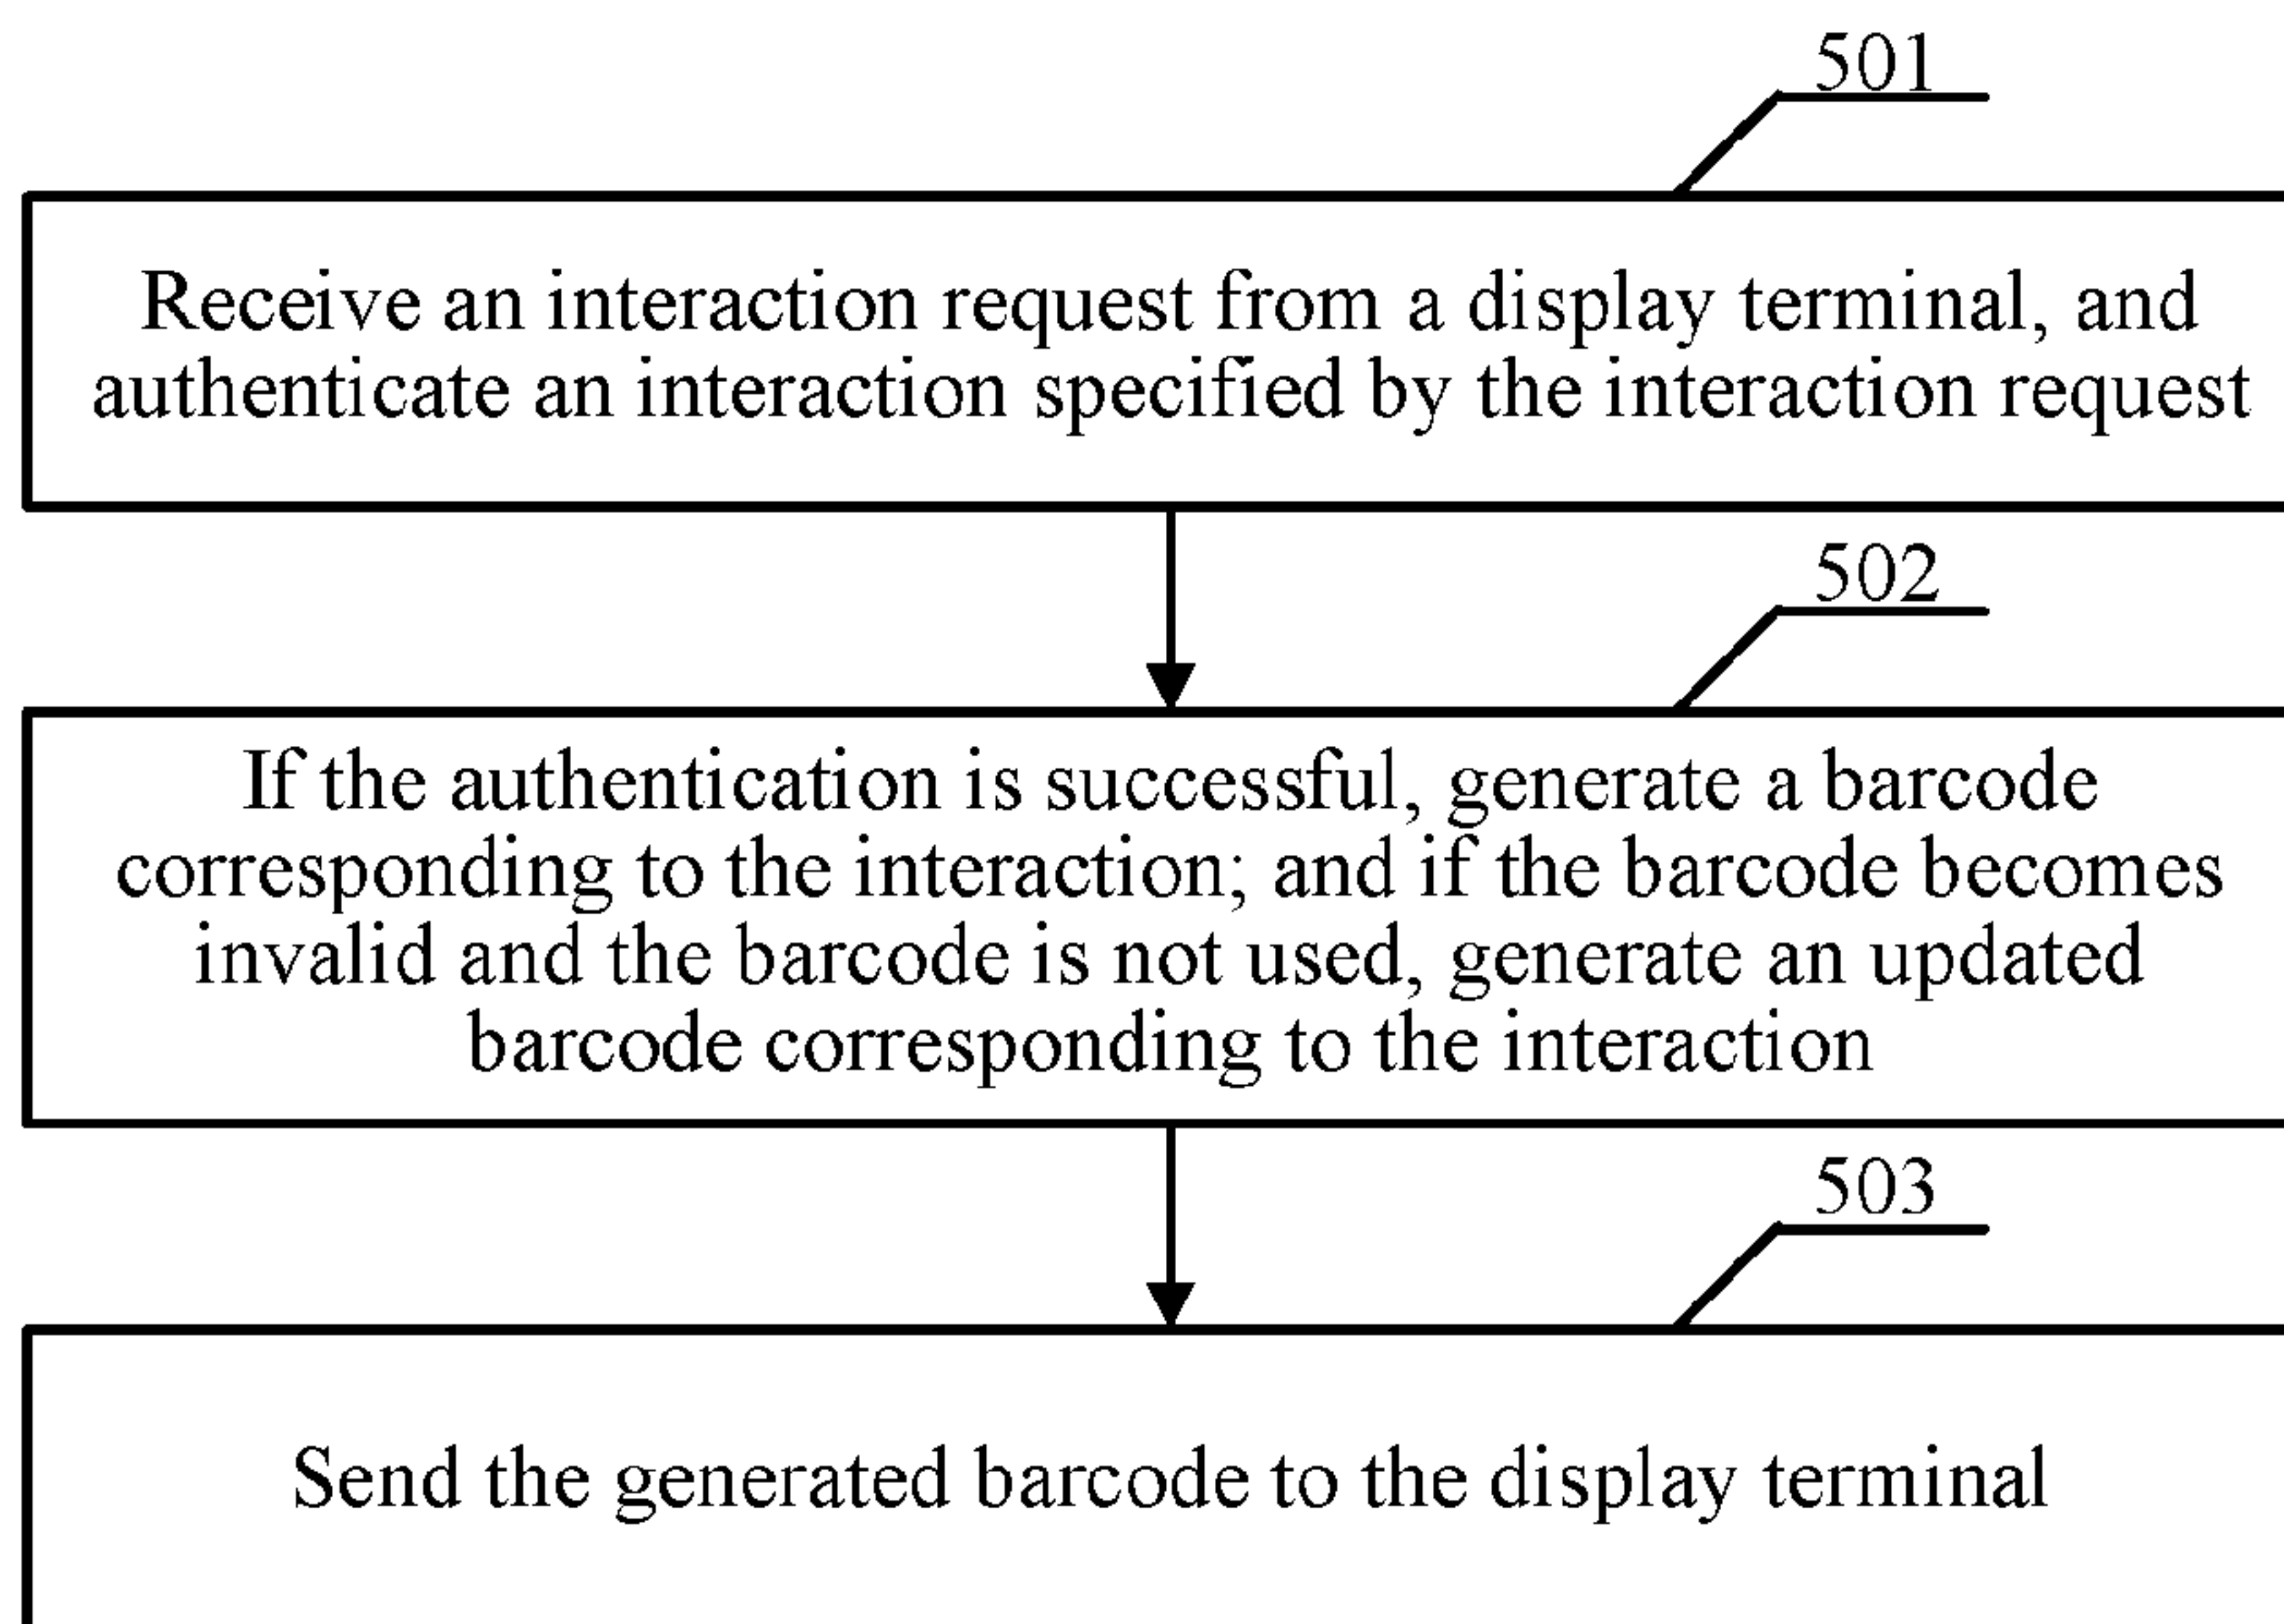 501
Receive an interaction request from a display terminal, and
authenticate an interaction specified by the interaction request
502
If the authentication is successful, generate a barcode
corresponding to the interaction; and if the barcode becomes
invalid and the barcode is not used, generate an updated
barcode corresponding to the interaction
503
Send the generated barcode to the display terminal